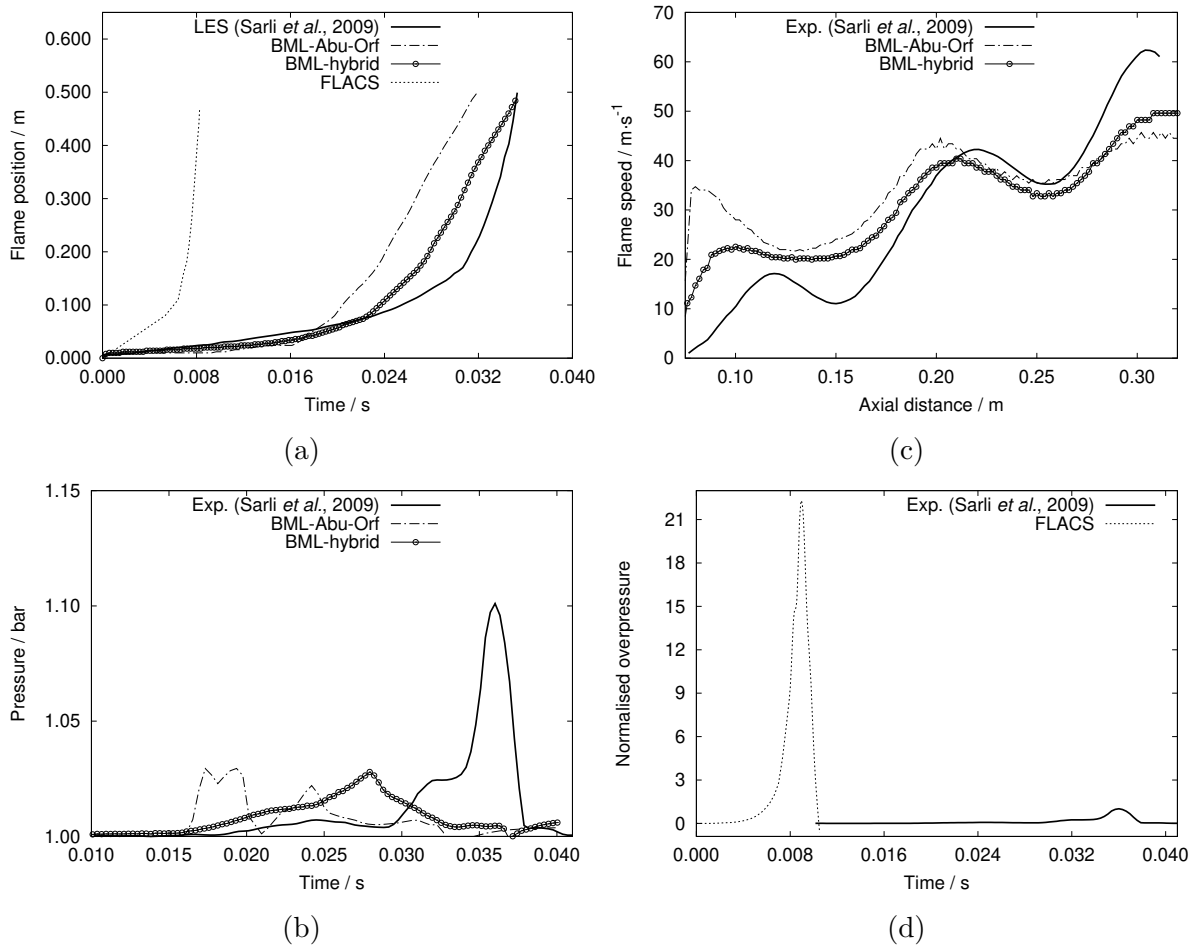 LES (Sarli et al., 2009)
BML-Abu-Orf
BML-hybrid
FLACS
0.600
0.500
0.400
0.300
0.200
0.100
0.000
Flame position / m
0.000 0.008 0.016 0.024 0.032 0.040
Time / s
(a)
Exp. (Sarli et al., 2009)
BML-Abu-Orf
BML-hybrid
70
60
50
40
30
20
10
0
Flame speed / m·s-1
0.10 0.15 0.20 0.25 0.30
Axial distance / m
(c)
Exp. (Sarli et al., 2009)
BML-Abu-Orf
BML-hybrid
1.15
1.10
1.05
1.00
Pressure / bar
0.010 0.015 0.020 0.025 0.030 0.035 0.040
Time / s
(b)
Exp. (Sarli et al., 2009)
FLACS
21
18
15
12
9
6
3
0
Normalised overpressure
0.000 0.008 0.016 0.024 0.032 0.040
Time / s
(d)